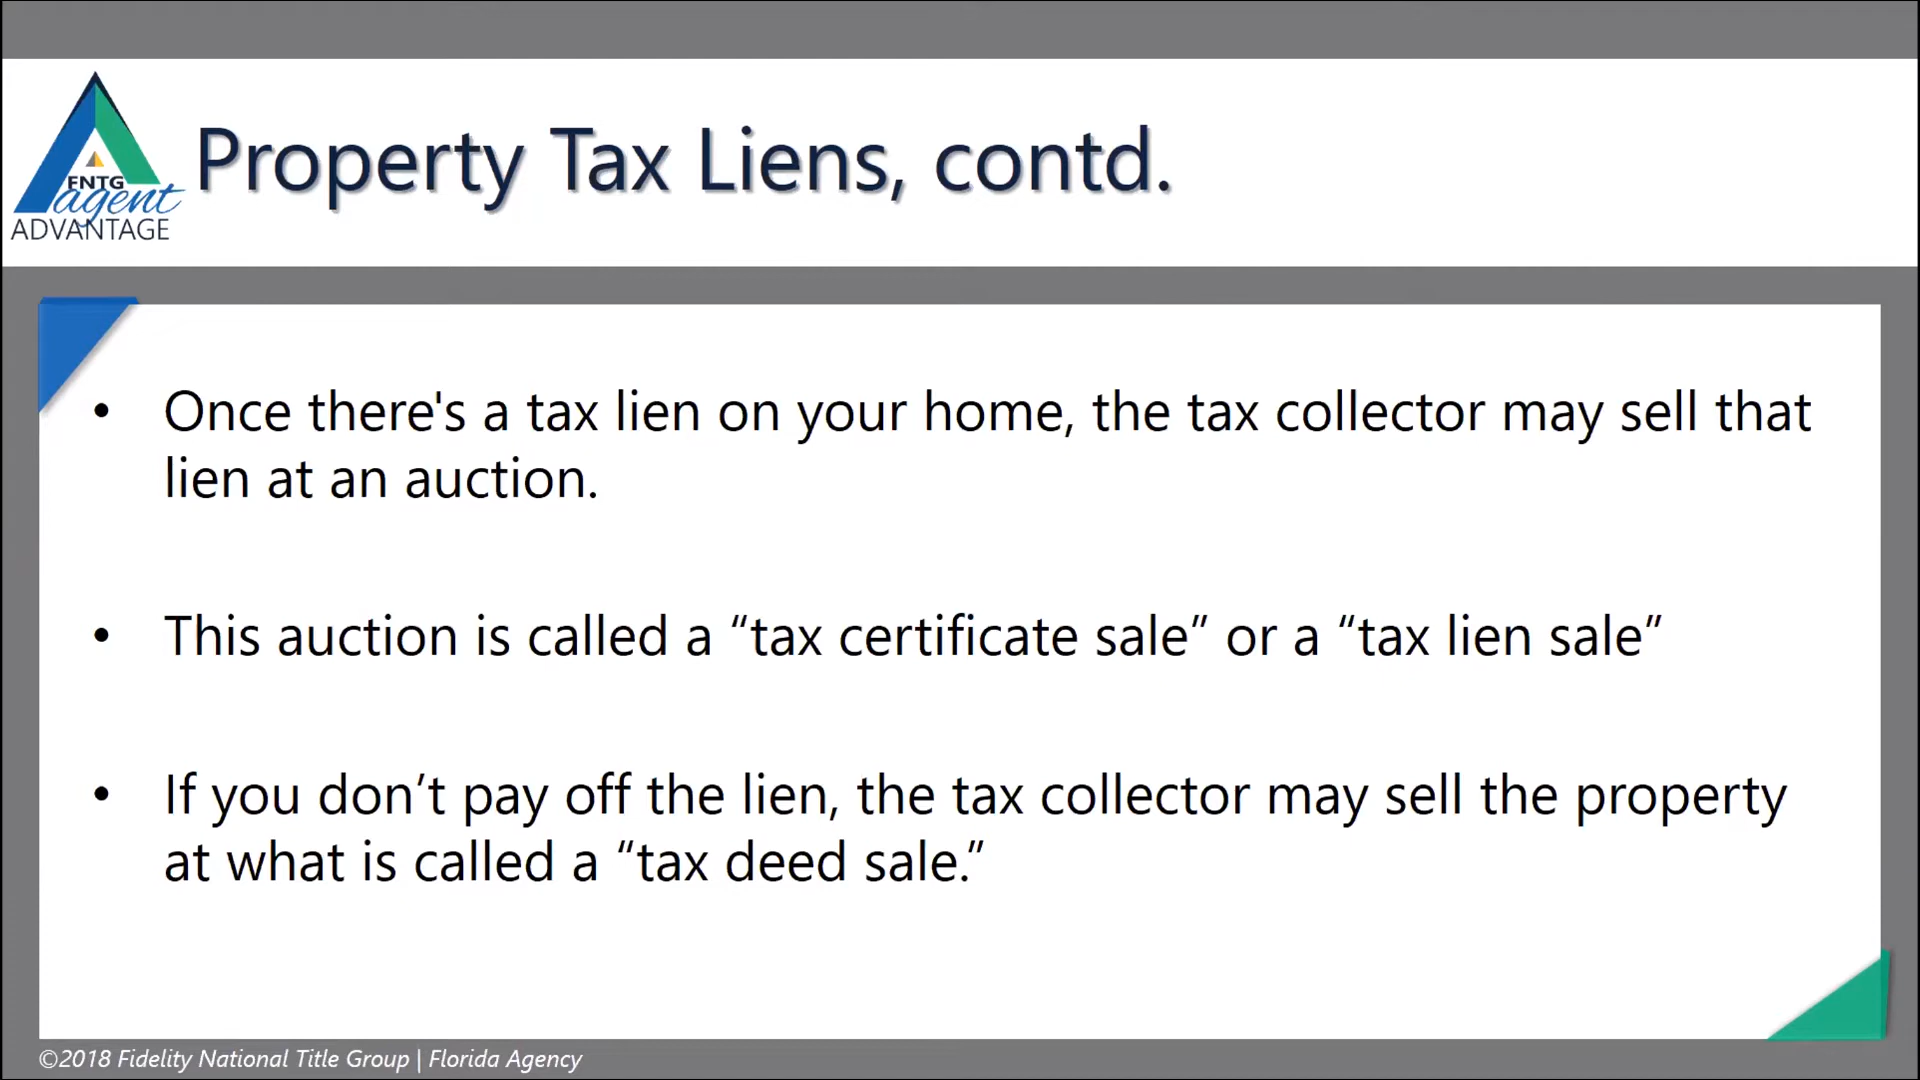 FNTG
agent
ADVANTAGE
Property Tax Liens, contd.
• Once there's a tax lien on your home, the tax collector may sell that
lien at an auction.
• This auction is called a “tax certificate sale” or a “tax lien sale”
• If you don’t pay off the lien, the tax collector may sell the property
at what is called a “tax deed sale.”
©2018 Fidelity National Title Group | Florida Agency